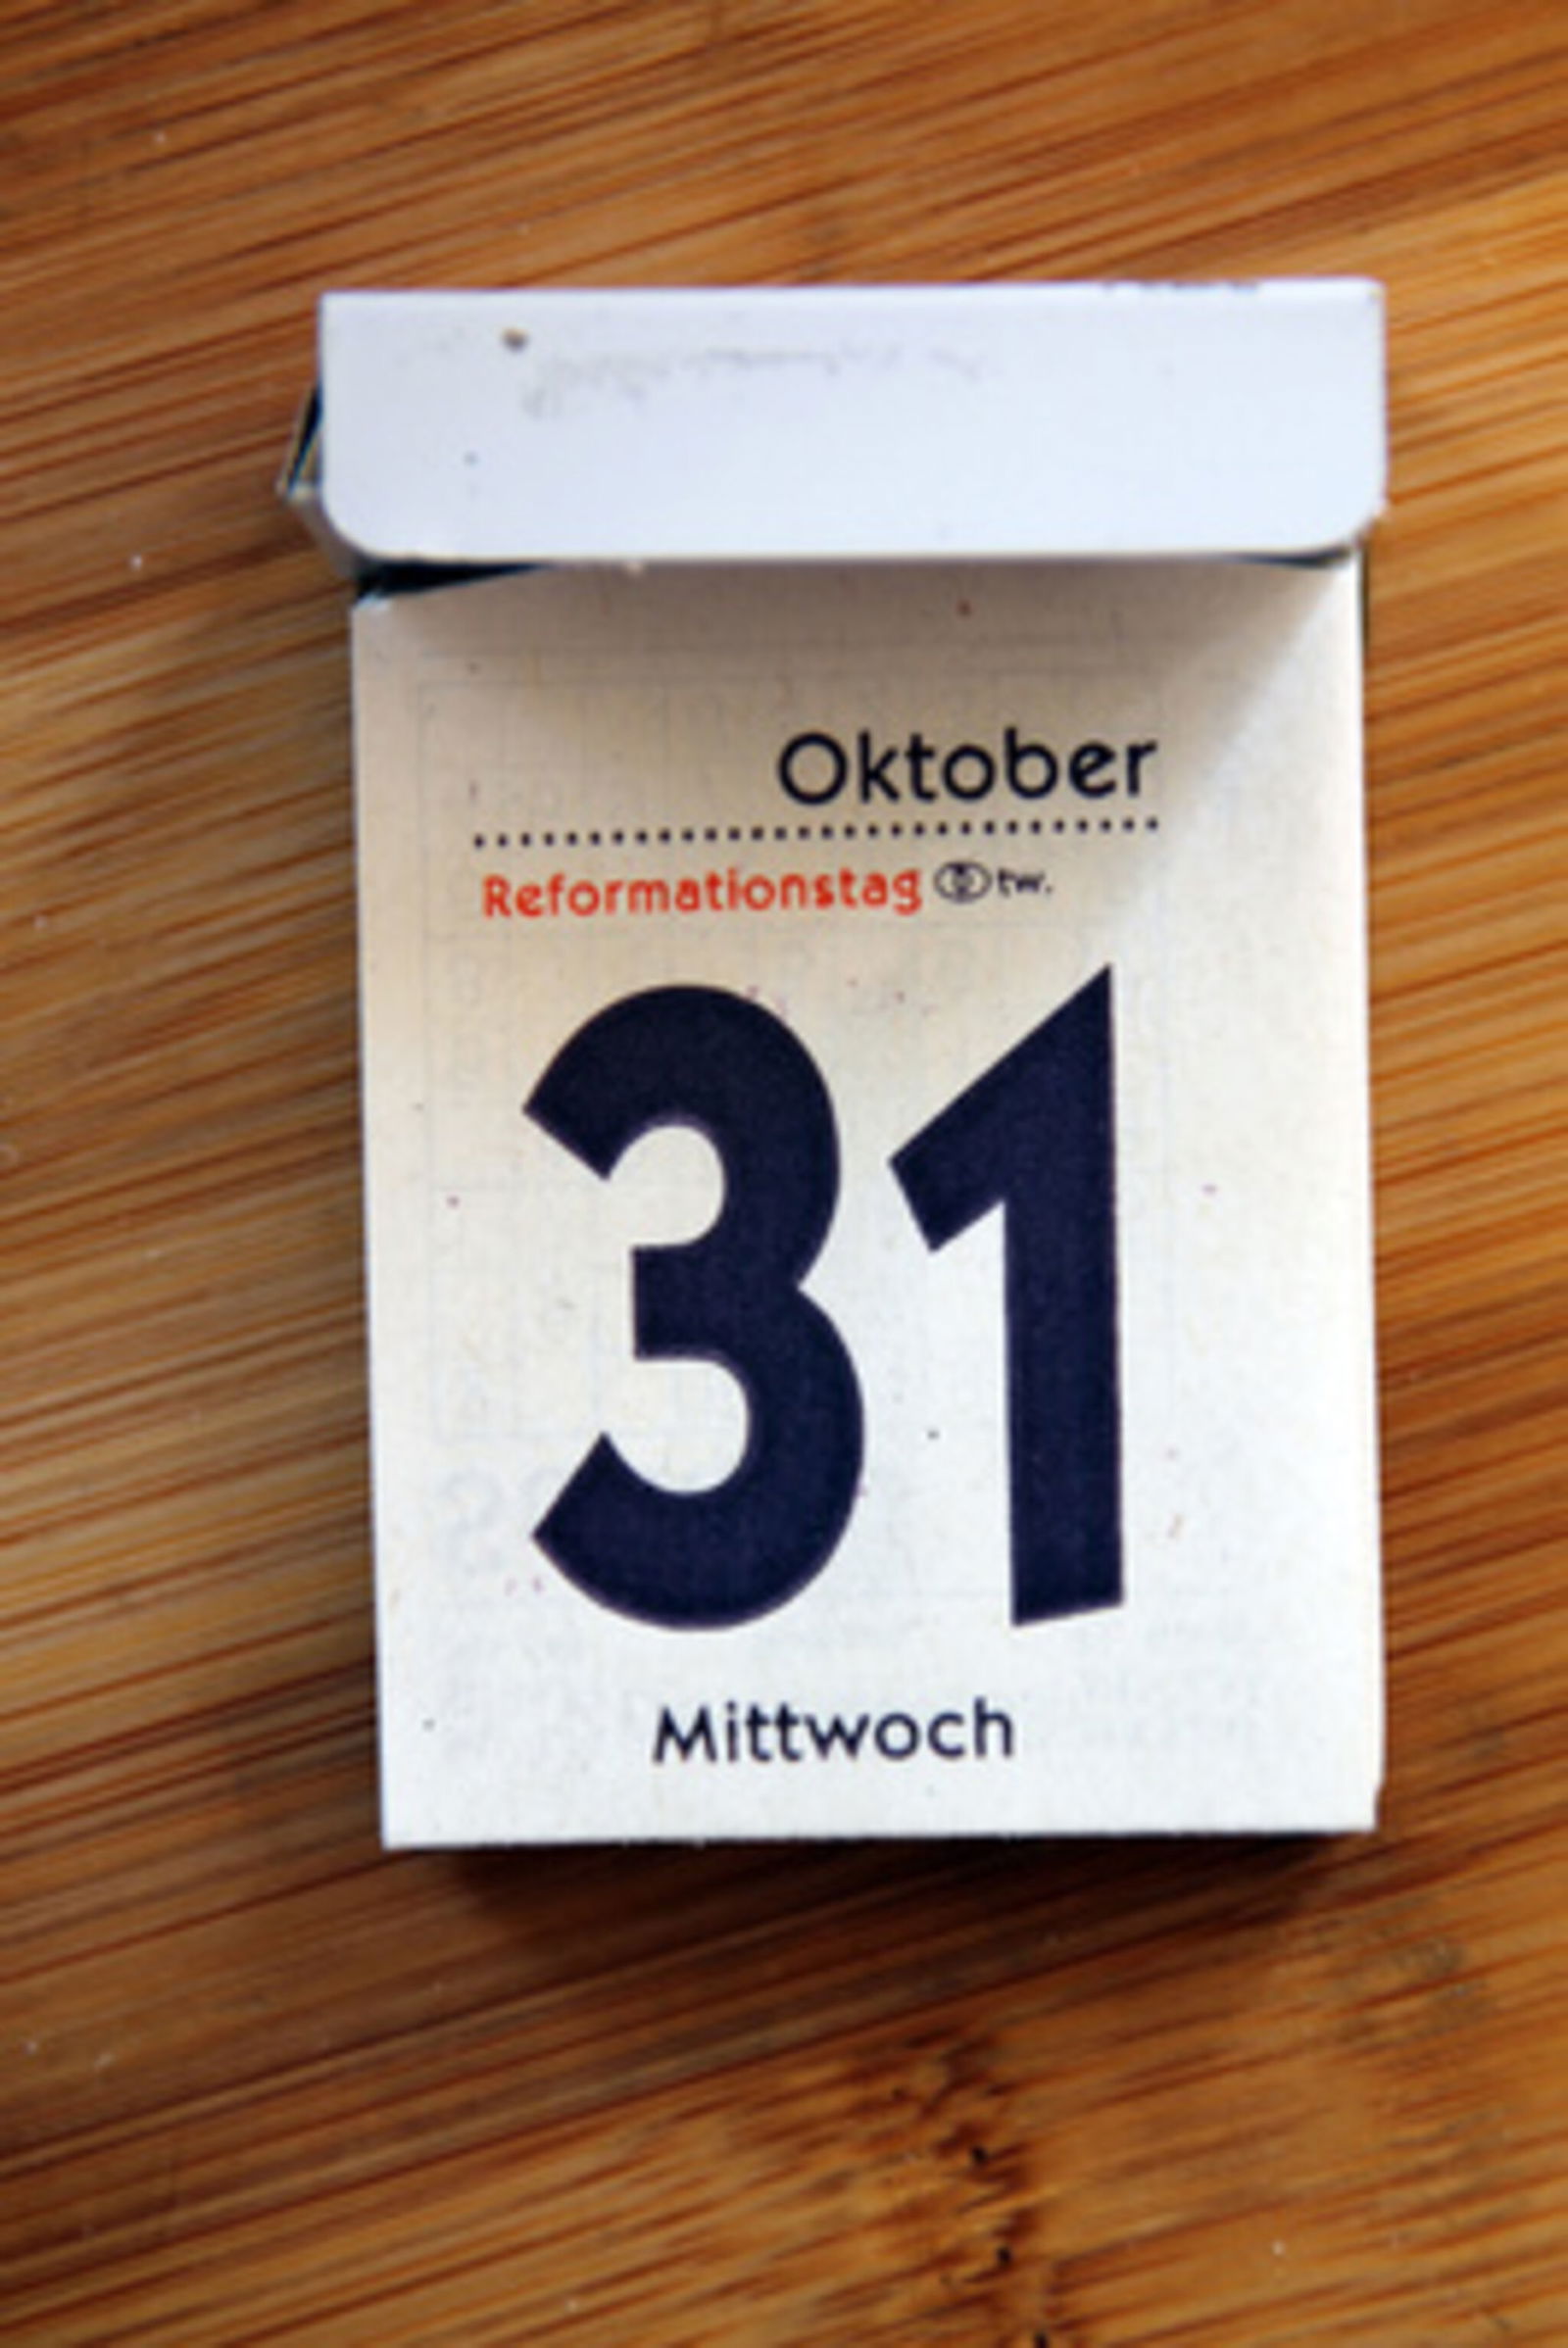 Oktober
Reformationstag D tw.
31
Mittwoch